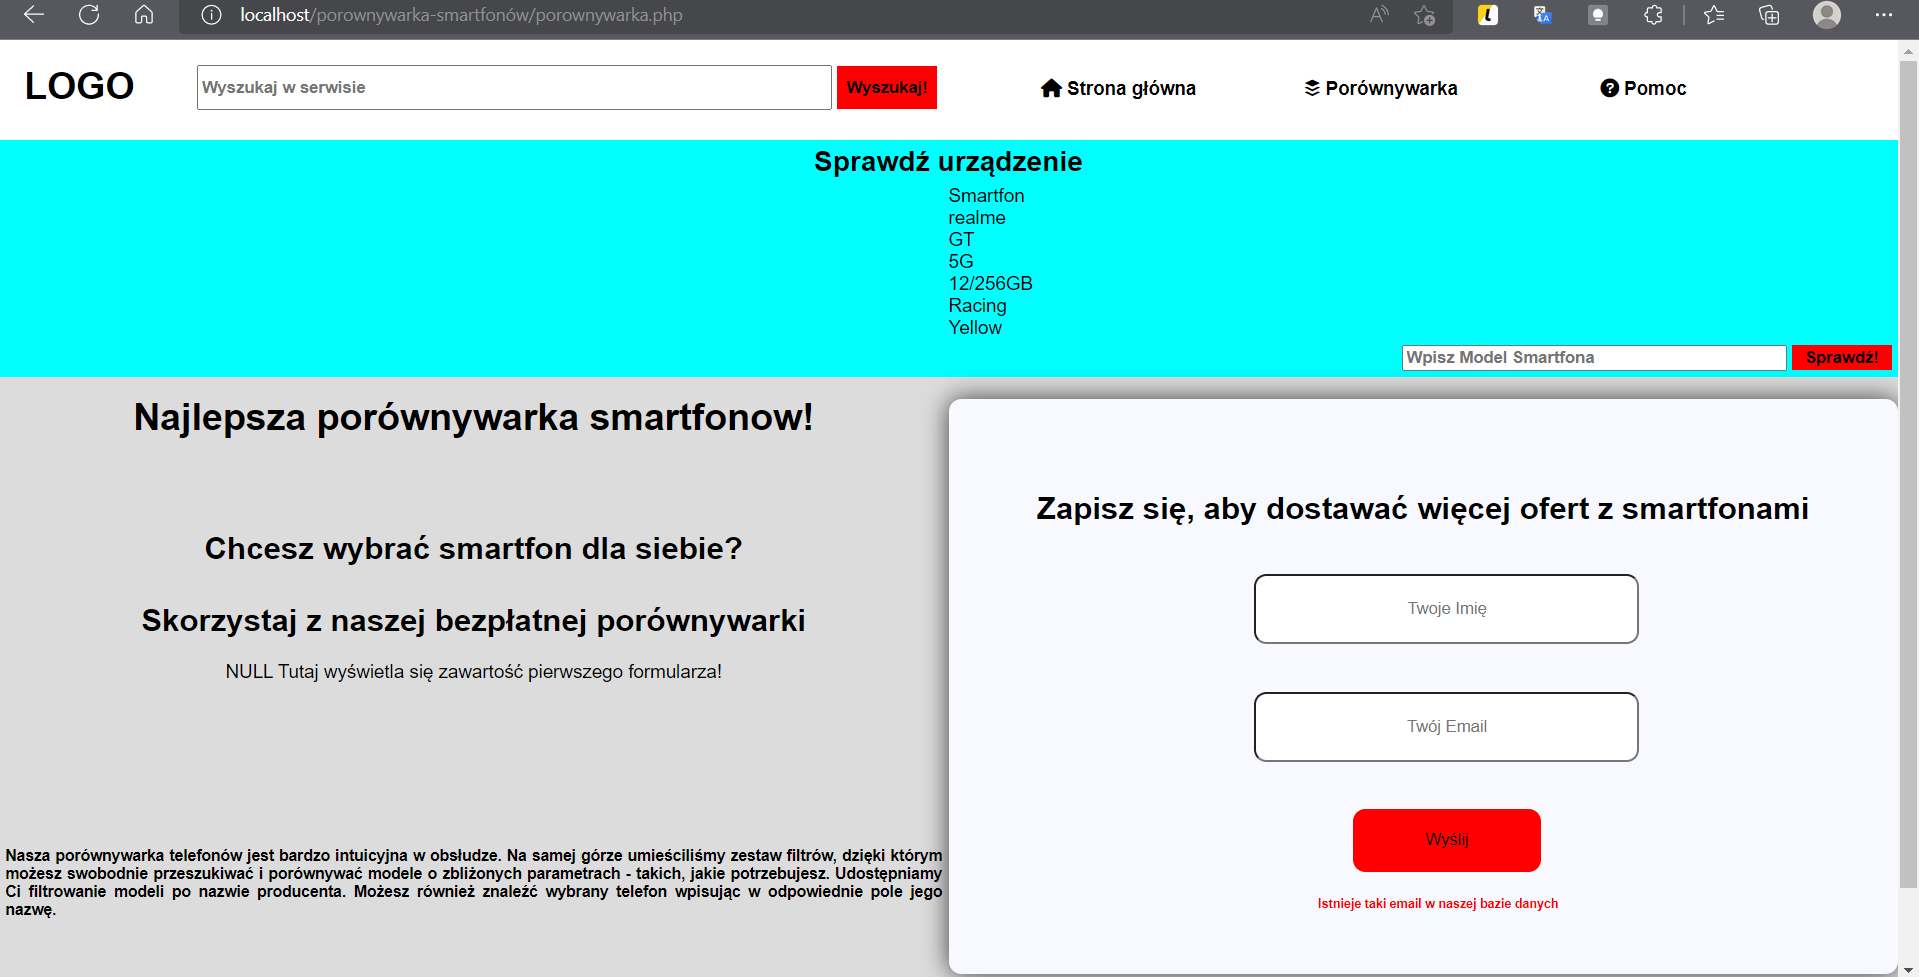 localhost/porownywarka-smartfonów/porownywarka.php
LOGO
Wyszukaj w serwisie
Wyszukaj!
Strona główna
Porównywarka
Pomoc
Sprawdź urządzenie
Smartfon
realme
GT
5G
12/256GB
Racing
Yellow
Wpisz Model Smartfona
Sprawdź!
Najlepsza porównywarka smartfonow!
Chcesz wybrać smartfon dla siebie?
Skorzystaj z naszej bezpłatnej porównywarki
NULL Tutaj wyświetla się zawartość pierwszego formularza!
Nasza porównywarka telefonów jest bardzo intuicyjna w obsłudze. Na samej górze umieściliśmy zestaw filtrów, dzięki którym
możesz swobodnie przeszukiwać i porównywać modele o zbliżonych parametrach - takich, jakie potrzebujesz. Udostępniamy
Ci filtrowanie modeli po nazwie producenta. Możesz również znaleźć wybrany telefon wpisując w odpowiednie pole jego
nazwę.
Zapisz się, aby dostawać więcej ofert z smartfonami
Twoje Imię
Twój Email
Wyślij
Istnieje taki email w naszej bazie danych